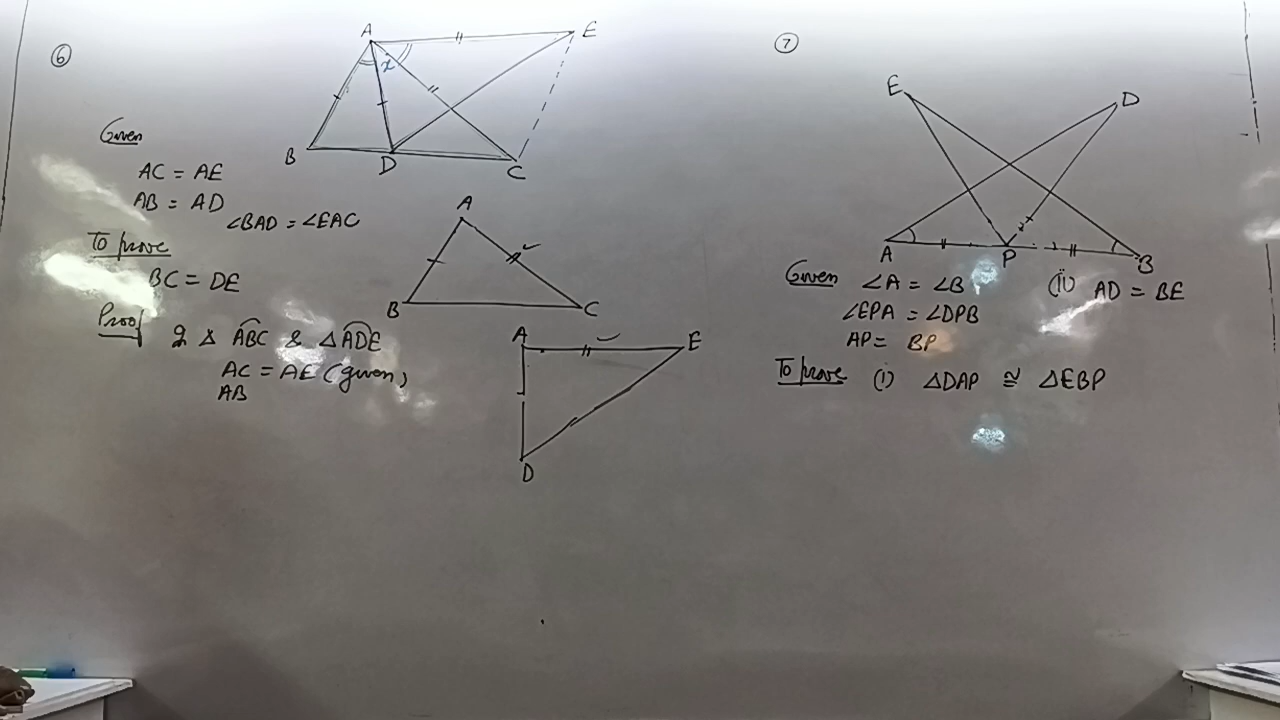 6
A
E
x
B
D
C
Given
AC = AE
AB = AD
∠BAD = ∠EAC
To prove
BC = DE
A
B
C
Proof
2 △ ABC & △ADE
AC = AE (given)
AB
A
E
D
7
E
D
A
P
B
Given ∠A = ∠B
∠EPA = ∠DPB
AP = BP
To prove (i) △DAP ≅ △EBP
(ii) AD = BE